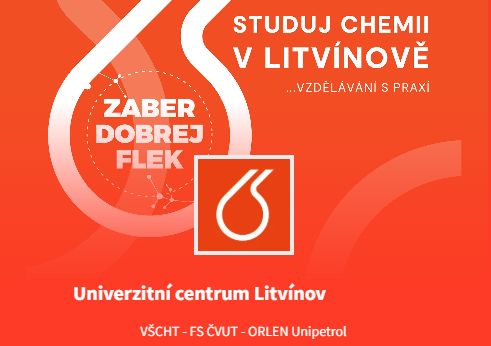 STUDUJ CHEMII
V LITVÍNOVĚ
...VZDĚLÁVÁNÍ S PRAXÍ
ZABER
DOBREJ
FLEK
Univerzitní centrum Litvínov
VŠCHT - FS ČVUT - ORLEN Unipetrol